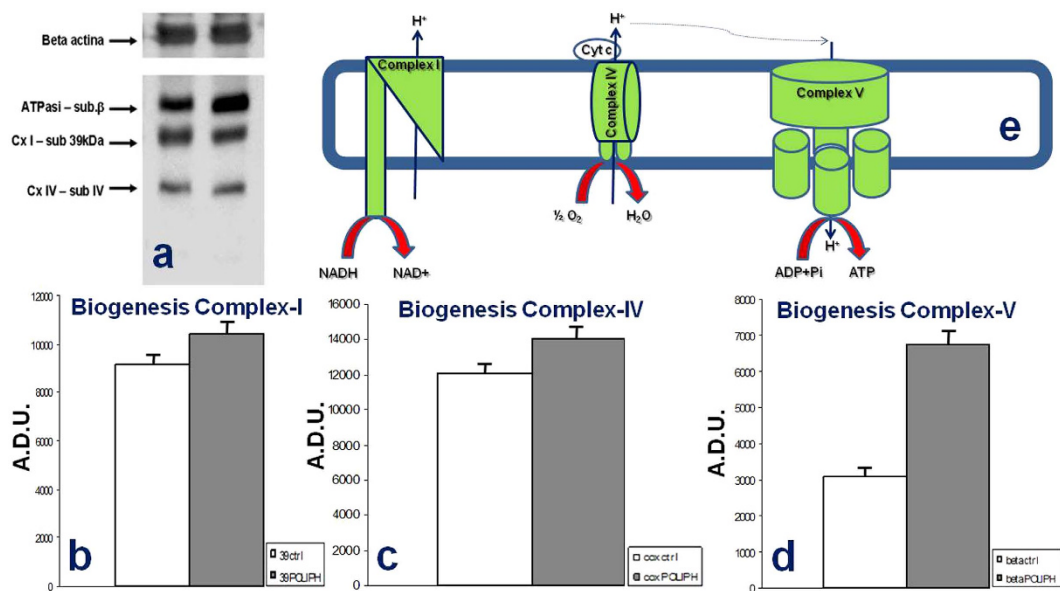 Beta actina
ATPasi – sub.β
Cx I – sub 39kDa
Cx IV – sub IV
a
H⁺
Complex I
NADH
NAD+
H⁺
Cyt c
Complex IV
½ O₂
H₂O
Complex V
H⁺
ADP+Pi
ATP
e
Biogenesis Complex-I
A.D.U.
12000
10000
8000
6000
4000
2000
0
b
39ctrl
39POLIPH
Biogenesis Complex-IV
A.D.U.
16000
14000
12000
10000
8000
6000
4000
2000
0
c
cox ctrl
cox POLIPH
Biogenesis Complex-V
A.D.U.
8000
7000
6000
5000
4000
3000
2000
1000
0
d
betactrl
betaPOLIPH